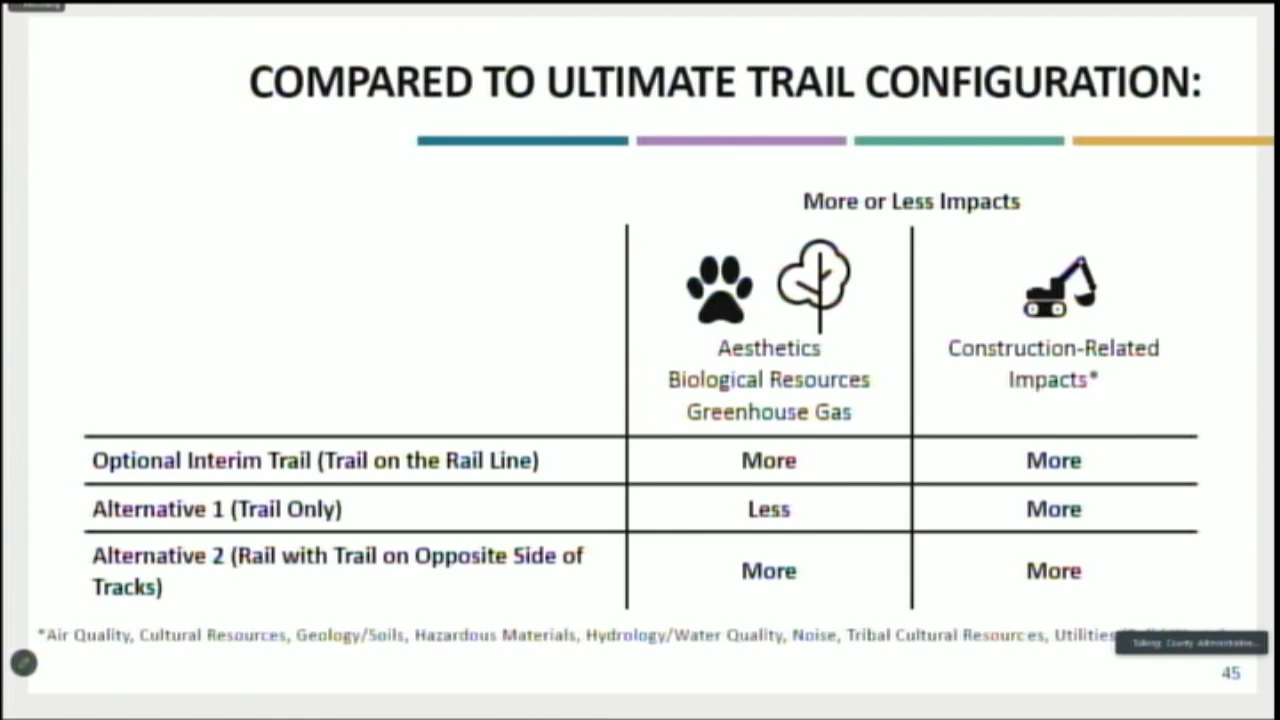 COMPARED TO ULTIMATE TRAIL CONFIGURATION:
More or Less Impacts
Aesthetics
Biological Resources
Greenhouse Gas
Construction-Related
Impacts*
Optional Interim Trail (Trail on the Rail Line)
More
More
Alternative 1 (Trail Only)
Less
More
Alternative 2 (Rail with Trail on Opposite Side of
Tracks)
More
More
*Air Quality, Cultural Resources, Geology/Soils, Hazardous Materials, Hydrology/Water Quality, Noise, Tribal Cultural Resources, Utilities
Talking: County Administrative...
45